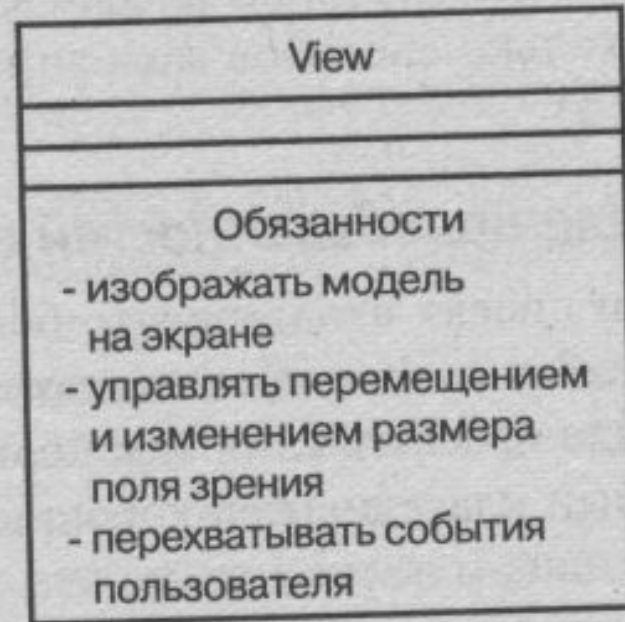 View
Обязанности
- изображать модель
на экране
- управлять перемещением
и изменением размера
поля зрения
- перехватывать события
пользователя